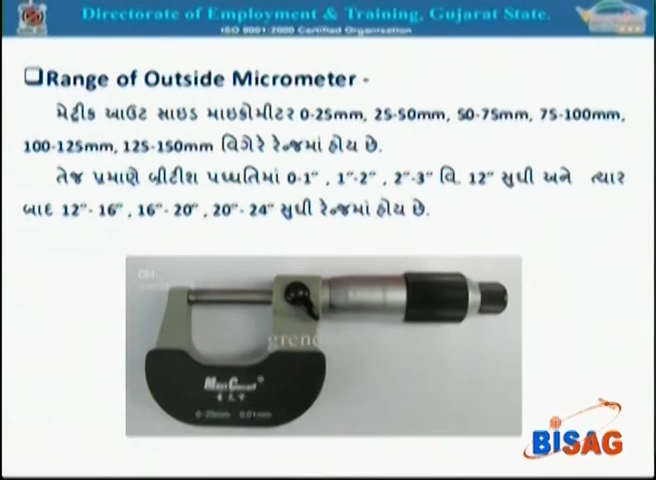 Directorate of Employment & Training, Gujarat State.
ISO 9001:2000 Certified Organisation
❑Range of Outside Micrometer -
મેટ્રીક આઉટ સાઇડ માઇક્રોમીટર 0-25mm, 25-50mm, 50-75mm, 75-100mm,
100-125mm, 125-150mm વિગેરે રેન્જમાં હોય છે.
તેજ પ્રમાણે બ્રીટીશ પધ્ધતિમાં 0-1" , 1"-2" , 2"-3" વિ. 12" સુધી અને ત્યાર
બાદ 12"- 16" , 16"- 20" , 20"- 24" સુધી રેન્જમાં હોય છે.
0-25mm 0.01mm
BISAG